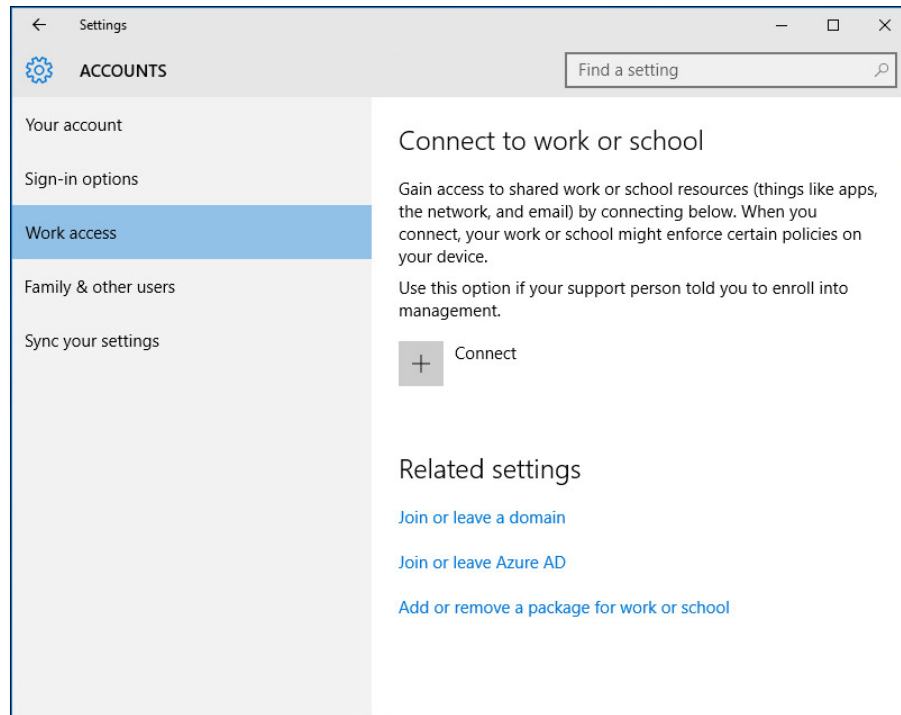 Settings
ACCOUNTS
Find a setting
Your account
Sign-in options
Work access
Family & other users
Sync your settings
Connect to work or school
Gain access to shared work or school resources (things like apps,
the network, and email) by connecting below. When you
connect, your work or school might enforce certain policies on
your device.
Use this option if your support person told you to enroll into
management.
Connect
Related settings
Join or leave a domain
Join or leave Azure AD
Add or remove a package for work or school